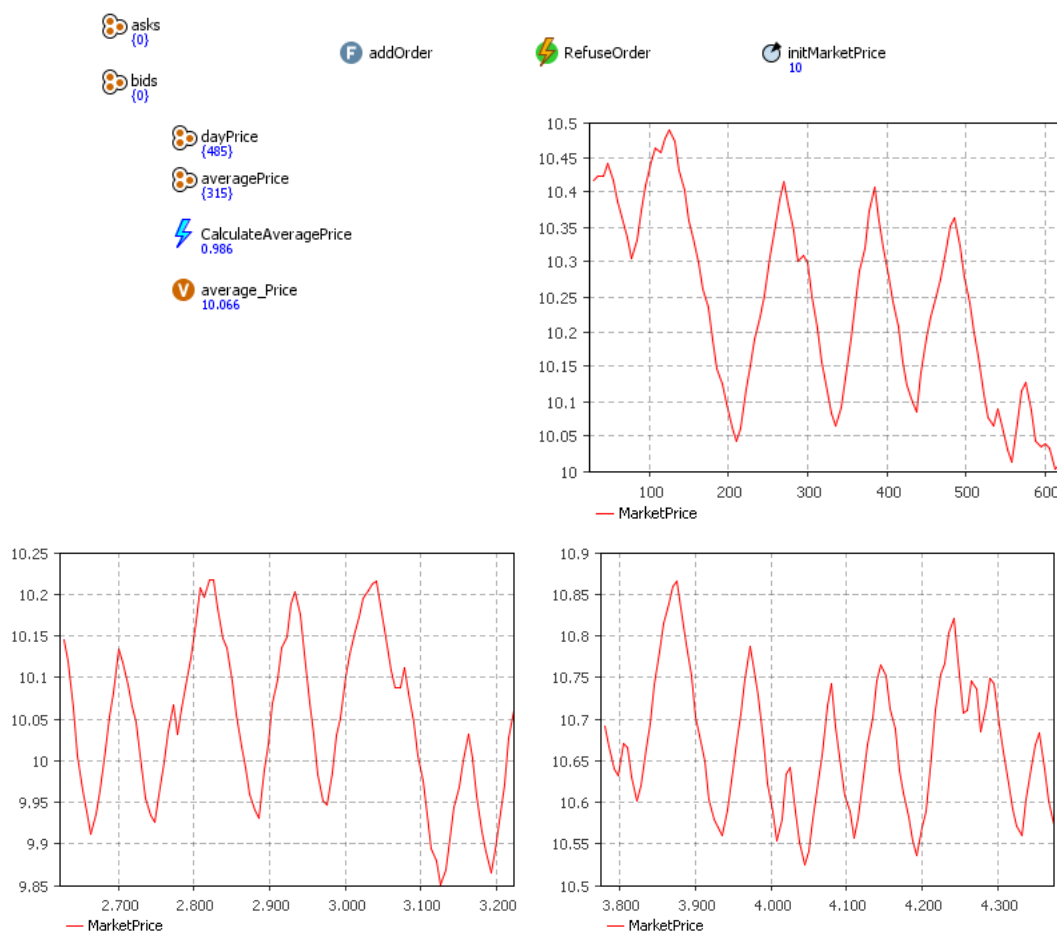 asks
{0}
addOrder
RefuseOrder
initMarketPrice
10
bids
{0}
dayPrice
{485}
averagePrice
{315}
CalculateAveragePrice
0.986
average_Price
10.066
10.5
10.45
10.4
10.35
10.3
10.25
10.2
10.15
10.1
10.05
10
100 200 300 400 500 600
MarketPrice
10.25
10.2
10.15
10.1
10.05
10
9.95
9.9
9.85
2.700 2.800 2.900 3.000 3.100 3.200
MarketPrice
10.9
10.85
10.8
10.75
10.7
10.65
10.6
10.55
10.5
3.800 3.900 4.000 4.100 4.200 4.300
MarketPrice